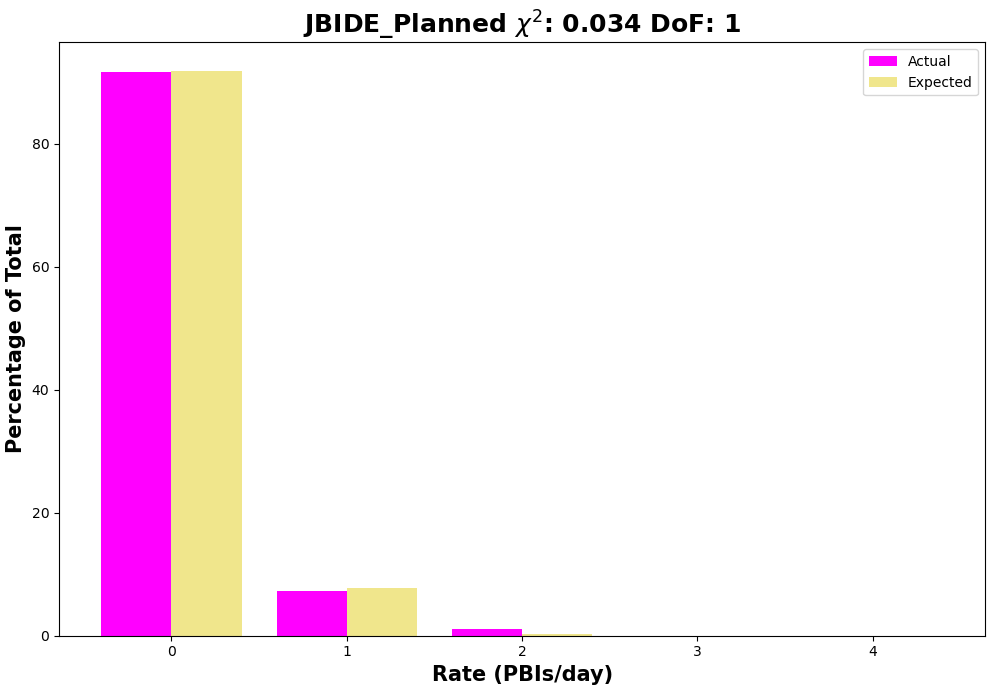 JBIDE_Planned χ²: 0.034 DoF: 1
Actual
Expected
Percentage of Total
80
60
40
20
0
0 1 2 3 4
Rate (PBIs/day)